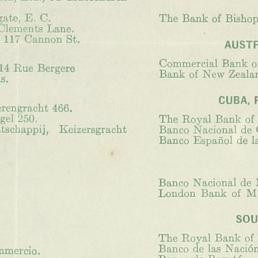 gate, E. C.
Clements Lane.
117 Cannon St.
14 Rue Bergere
erengracht 466.
gel 250.
tschappij, Keizersgracht
mmercio.
The Bank of Bishop
AUSTR
Commercial Bank o
Bank of New Zealan
CUBA, P
The Royal Bank of
Banco Nacional de C
Banco Español de la
Banco Nacional de M
London Bank of M
SOU
The Royal Bank of
Banco de las Nación